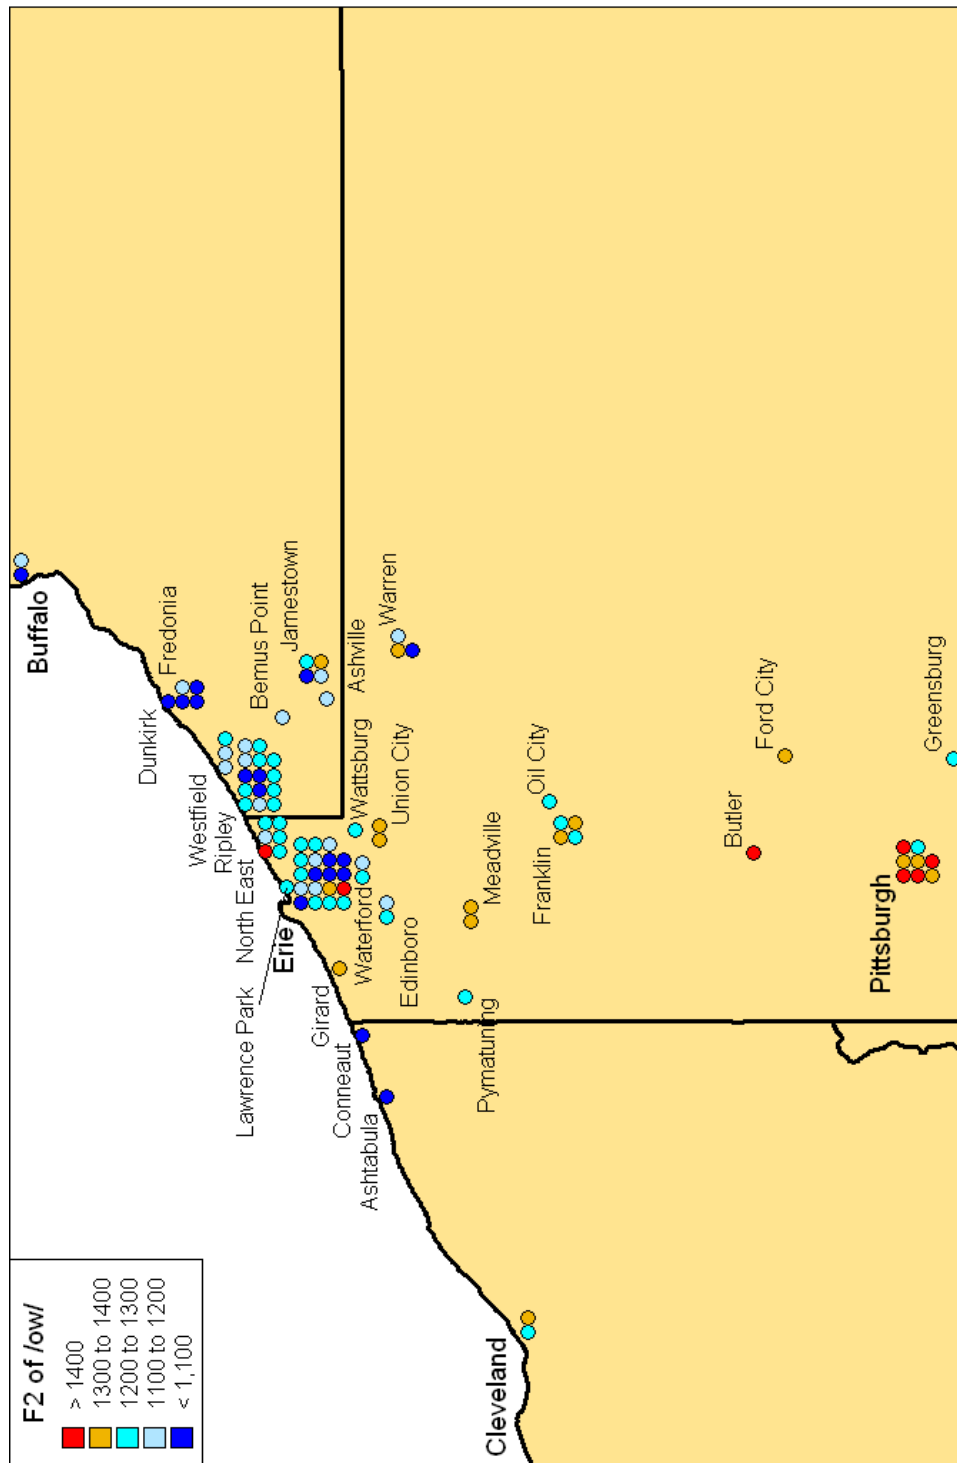 F2 of /ow/
> 1400
1300 to 1400
1200 to 1300
1100 to 1200
< 1,100
Buffalo
Dunkirk
Fredonia
Westfield
Ripley
Bemus Point
Jamestown
Ashville
North East
Lawrence Park
Erie
Wattsburg
Warren
Union City
Waterford
Girard
Edinboro
Conneaut
Ashtabula
Meadville
Pymatuning
Oil City
Franklin
Cleveland
Butler
Ford City
Pittsburgh
Greensburg